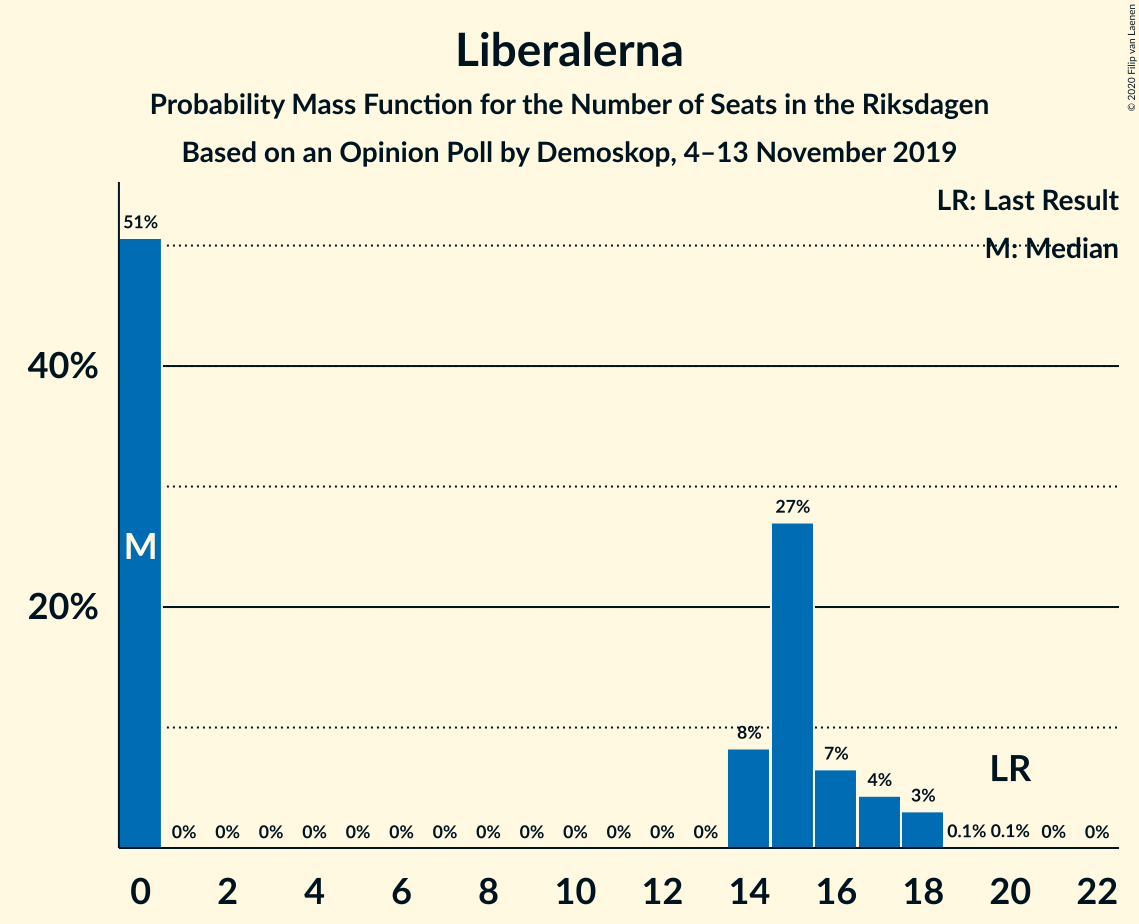 © 2020 Filip van Laenen
Liberalerna
Probability Mass Function for the Number of Seats in the Riksdagen
Based on an Opinion Poll by Demoskop, 4–13 November 2019
LR: Last Result
M: Median
51%
40%
27%
M
20%
8%
7%
4%
3%
LR
0% 0% 0% 0% 0% 0% 0% 0% 0% 0% 0% 0% 0% 0.1% 0.1% 0% 0%
0 2 4 6 8 10 12 14 16 18 20 22